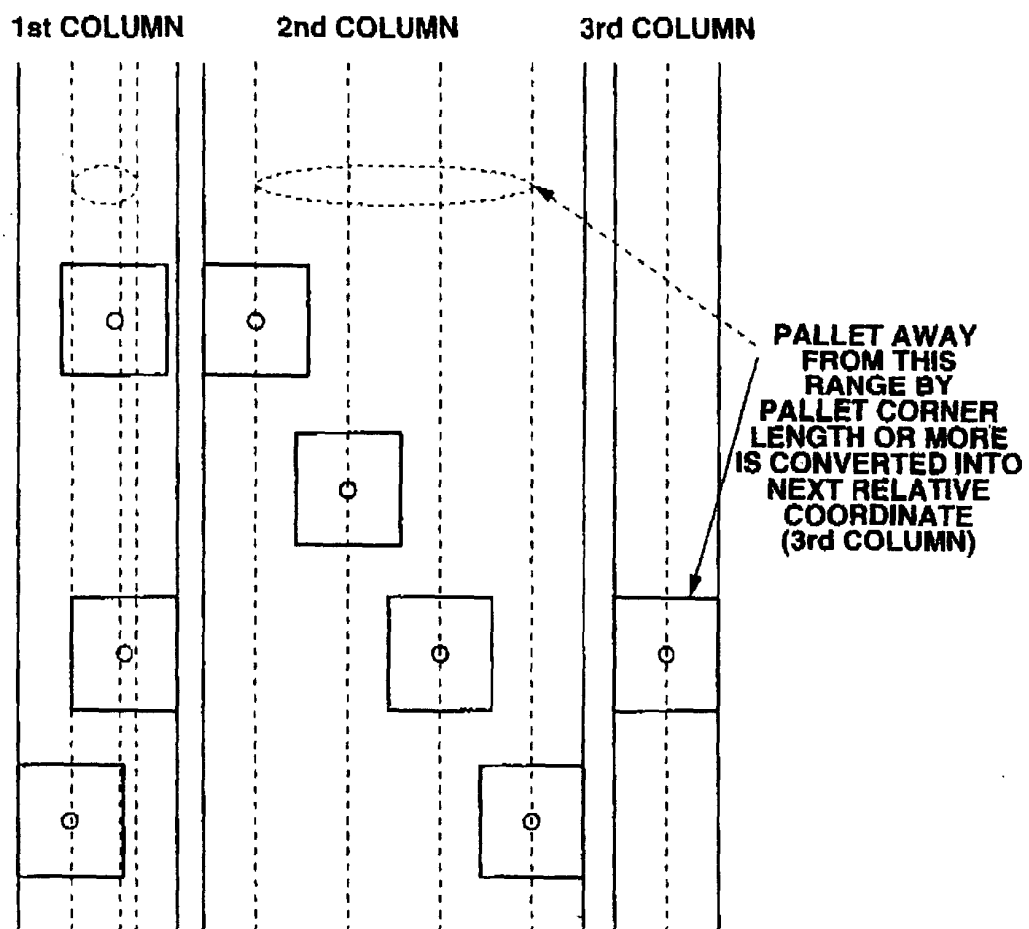 1st COLUMN 2nd COLUMN 3rd COLUMN
PALLET AWAY
FROM THIS
RANGE BY
PALLET CORNER
LENGTH OR MORE
IS CONVERTED INTO
NEXT RELATIVE
COORDINATE
(3rd COLUMN)